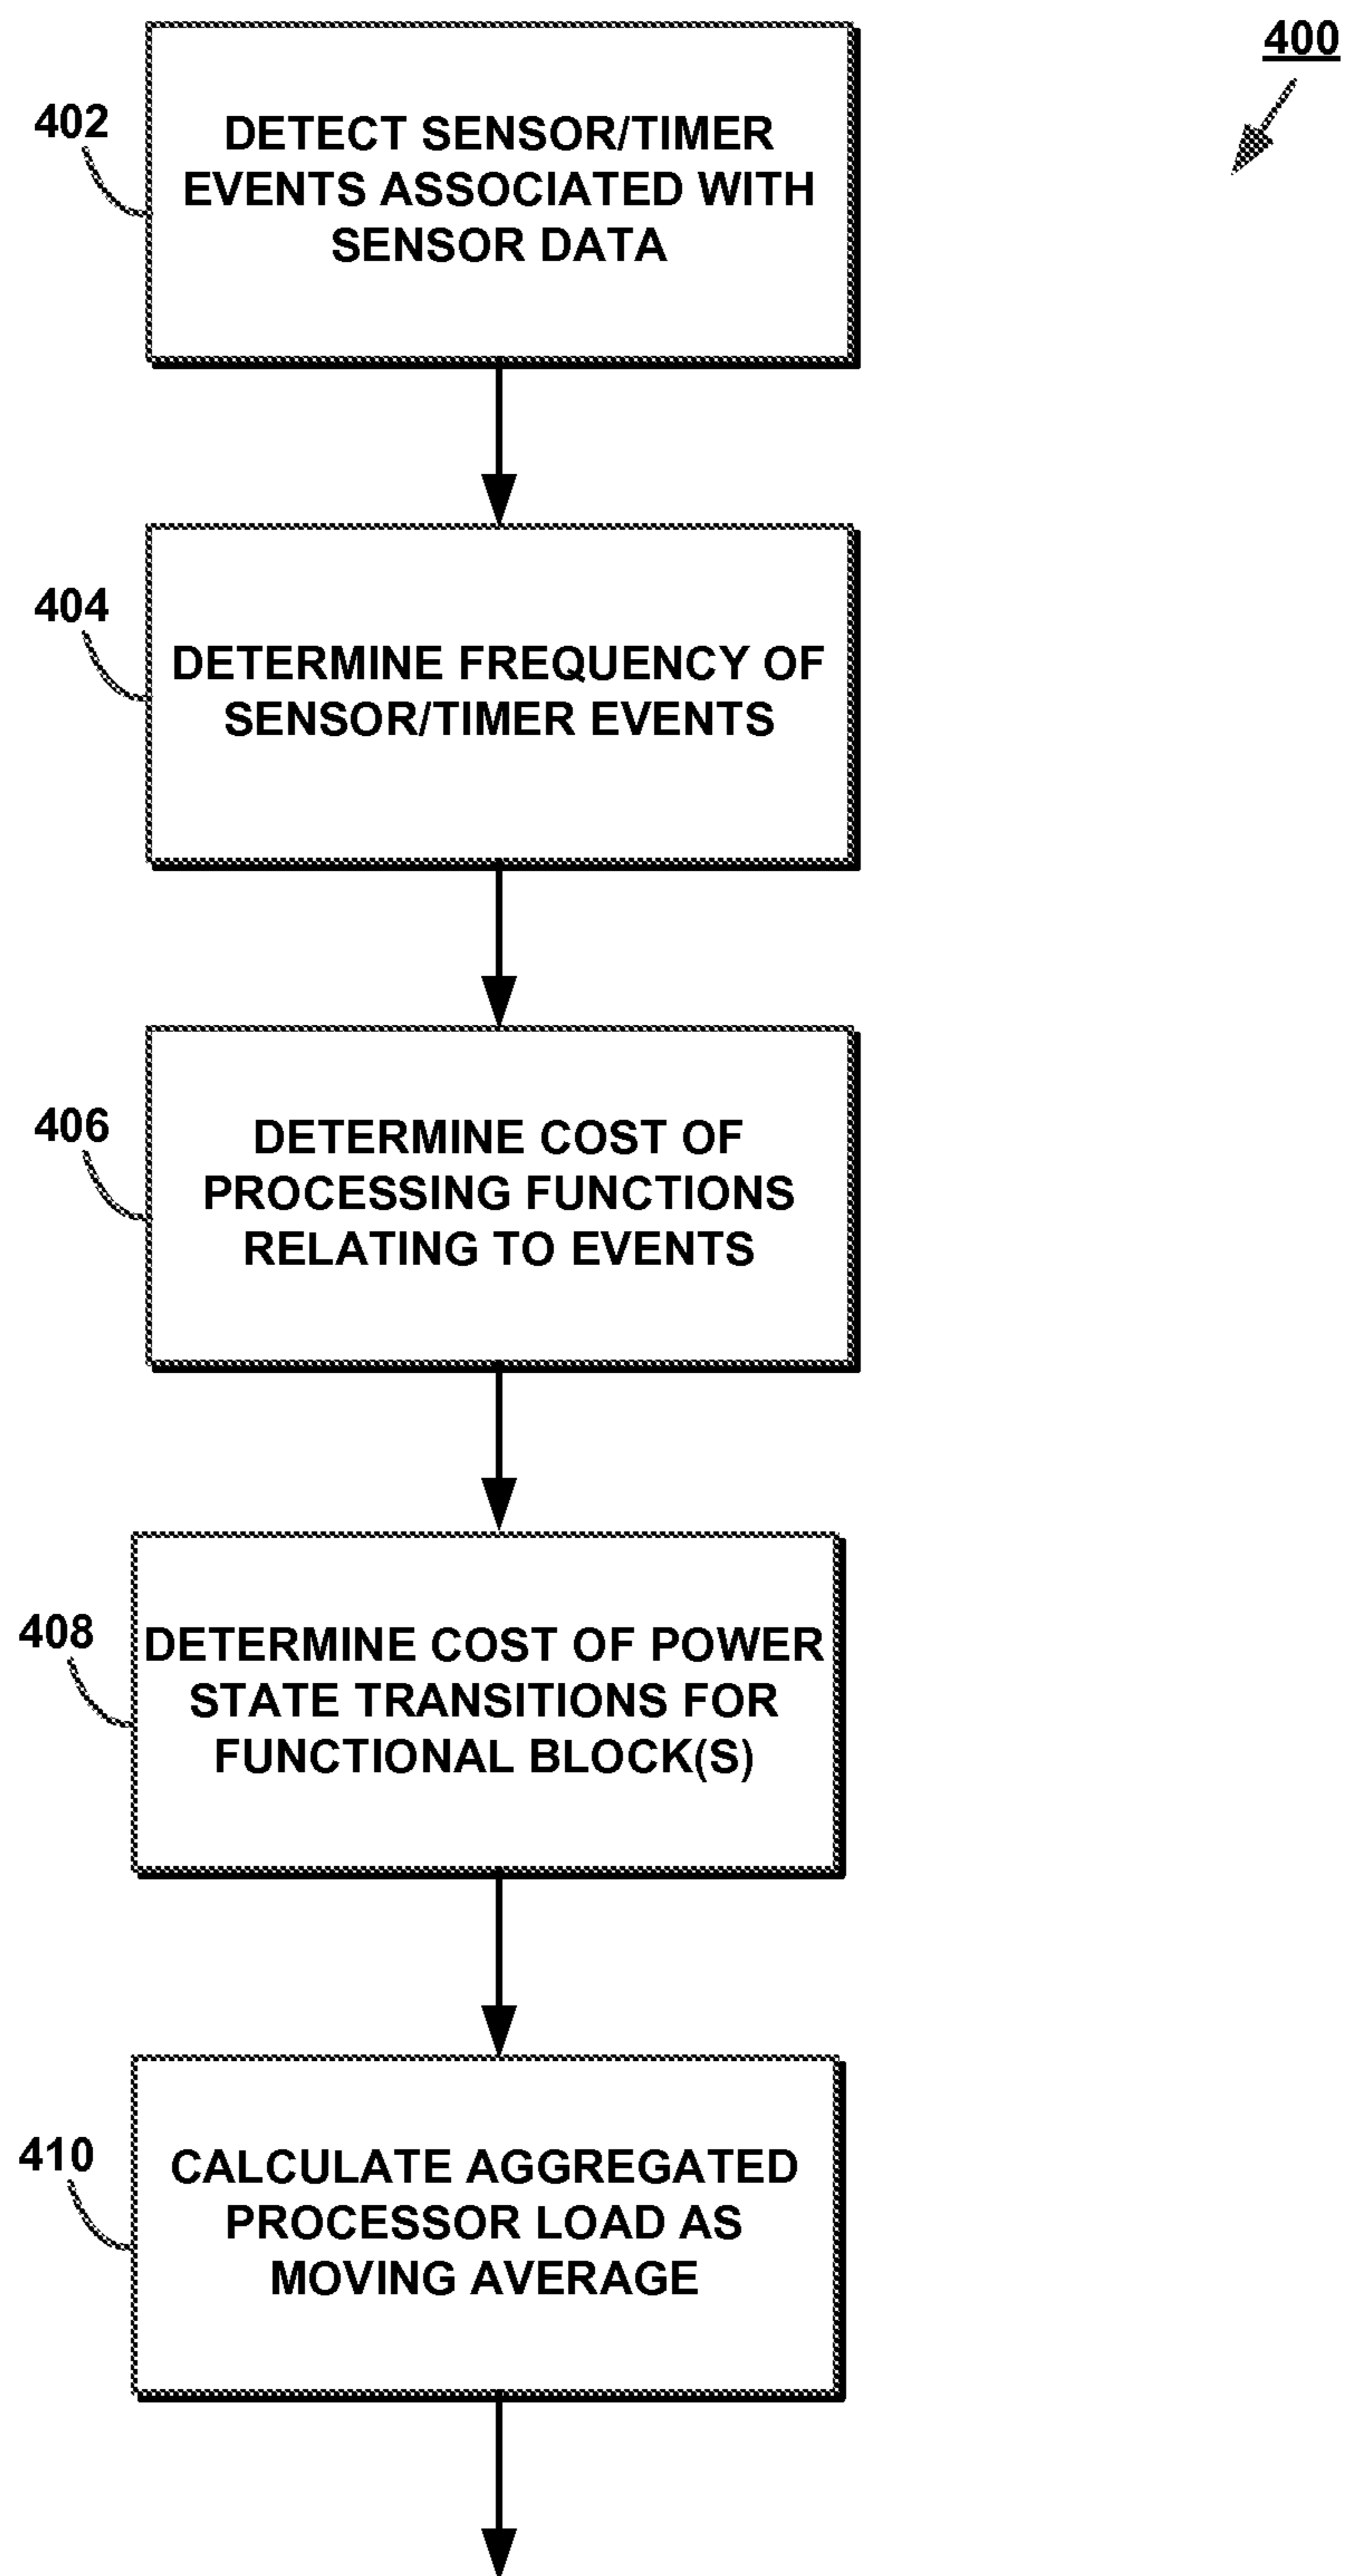 400
402
DETECT SENSOR/TIMER
EVENTS ASSOCIATED WITH
SENSOR DATA
404
DETERMINE FREQUENCY OF
SENSOR/TIMER EVENTS
406
DETERMINE COST OF
PROCESSING FUNCTIONS
RELATING TO EVENTS
408
DETERMINE COST OF POWER
STATE TRANSITIONS FOR
FUNCTIONAL BLOCK(S)
410
CALCULATE AGGREGATED
PROCESSOR LOAD AS
MOVING AVERAGE